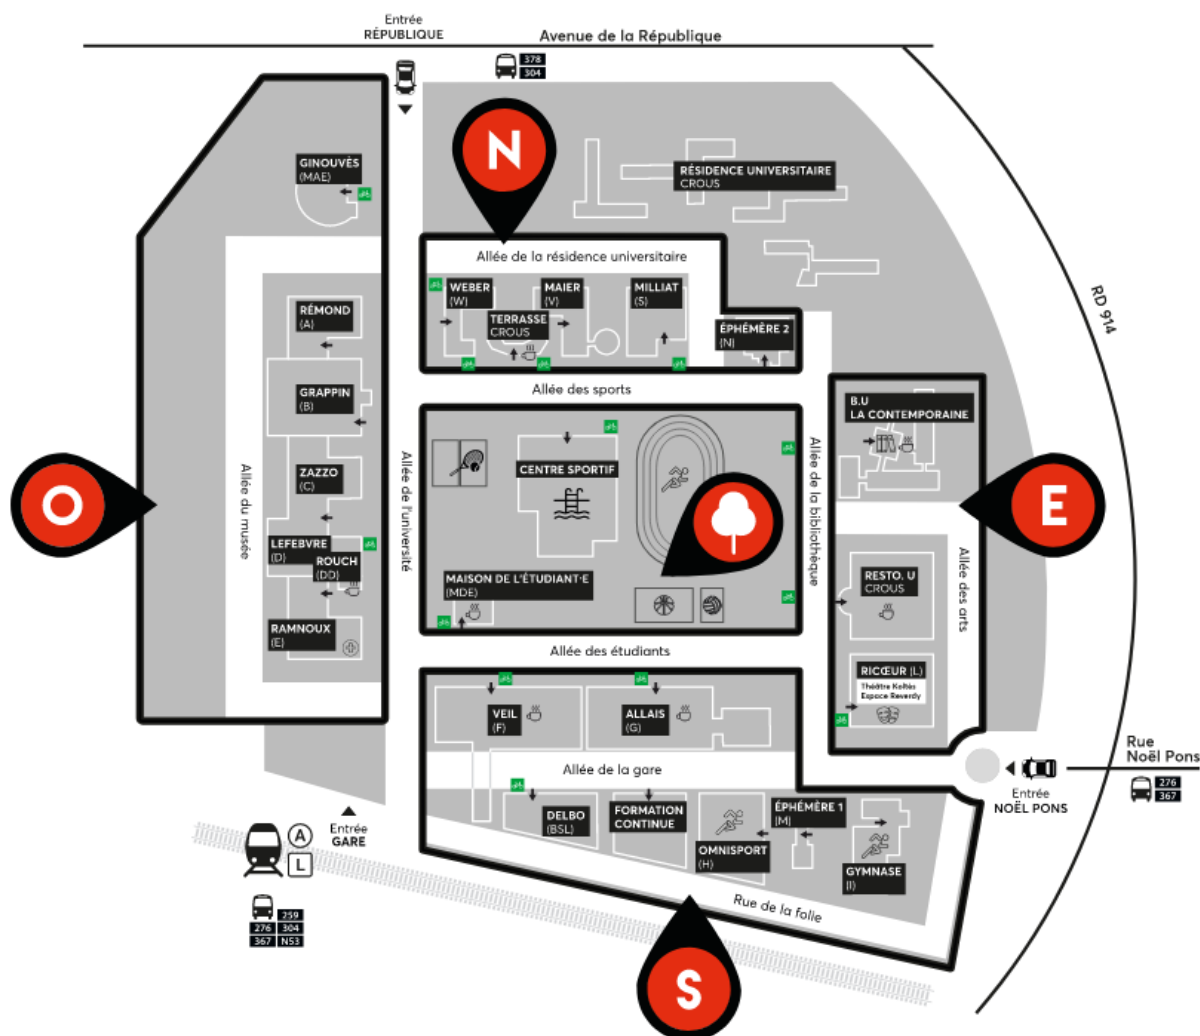 Entrée
RÉPUBLIQUE
Avenue de la République
378
304
N
GINOUVÈS
(MAE)
RÉSIDENCE UNIVERSITAIRE
CROUS
Allée de la résidence universitaire
WEBER
(W)
MAIER
(V)
MILLIAT
(S)
TERRASSE
CROUS
ÉPHÉMÈRE 2
(N)
RD 914
RÉMOND
(A)
Allée des sports
GRAPPIN
(B)
B.U
LA CONTEMPORAINE
ZAZZO
(C)
CENTRE SPORTIF
O
E
Allée du musée
Allée de l'université
Allée de la bibliothèque
Allée des arts
LEFEBVRE
(D)
ROUCH
(DD)
MAISON DE L'ÉTUDIANT·E
(MDE)
RESTO. U
CROUS
RAMNOUX
(E)
Allée des étudiants
RICŒUR (L)
Théâtre Koltès
Espace Reverdy
VEIL
(F)
ALLAIS
(G)
Allée de la gare
Rue
Noël Pons
276
367
Entrée
NOËL PONS
DELBO
(BSL)
FORMATION
CONTINUE
ÉPHÉMÈRE 1
(M)
OMNISPORT
(H)
GYMNASE
(I)
Entrée
GARE
A
L
Rue de la folle
259
276 304
367 N53
S